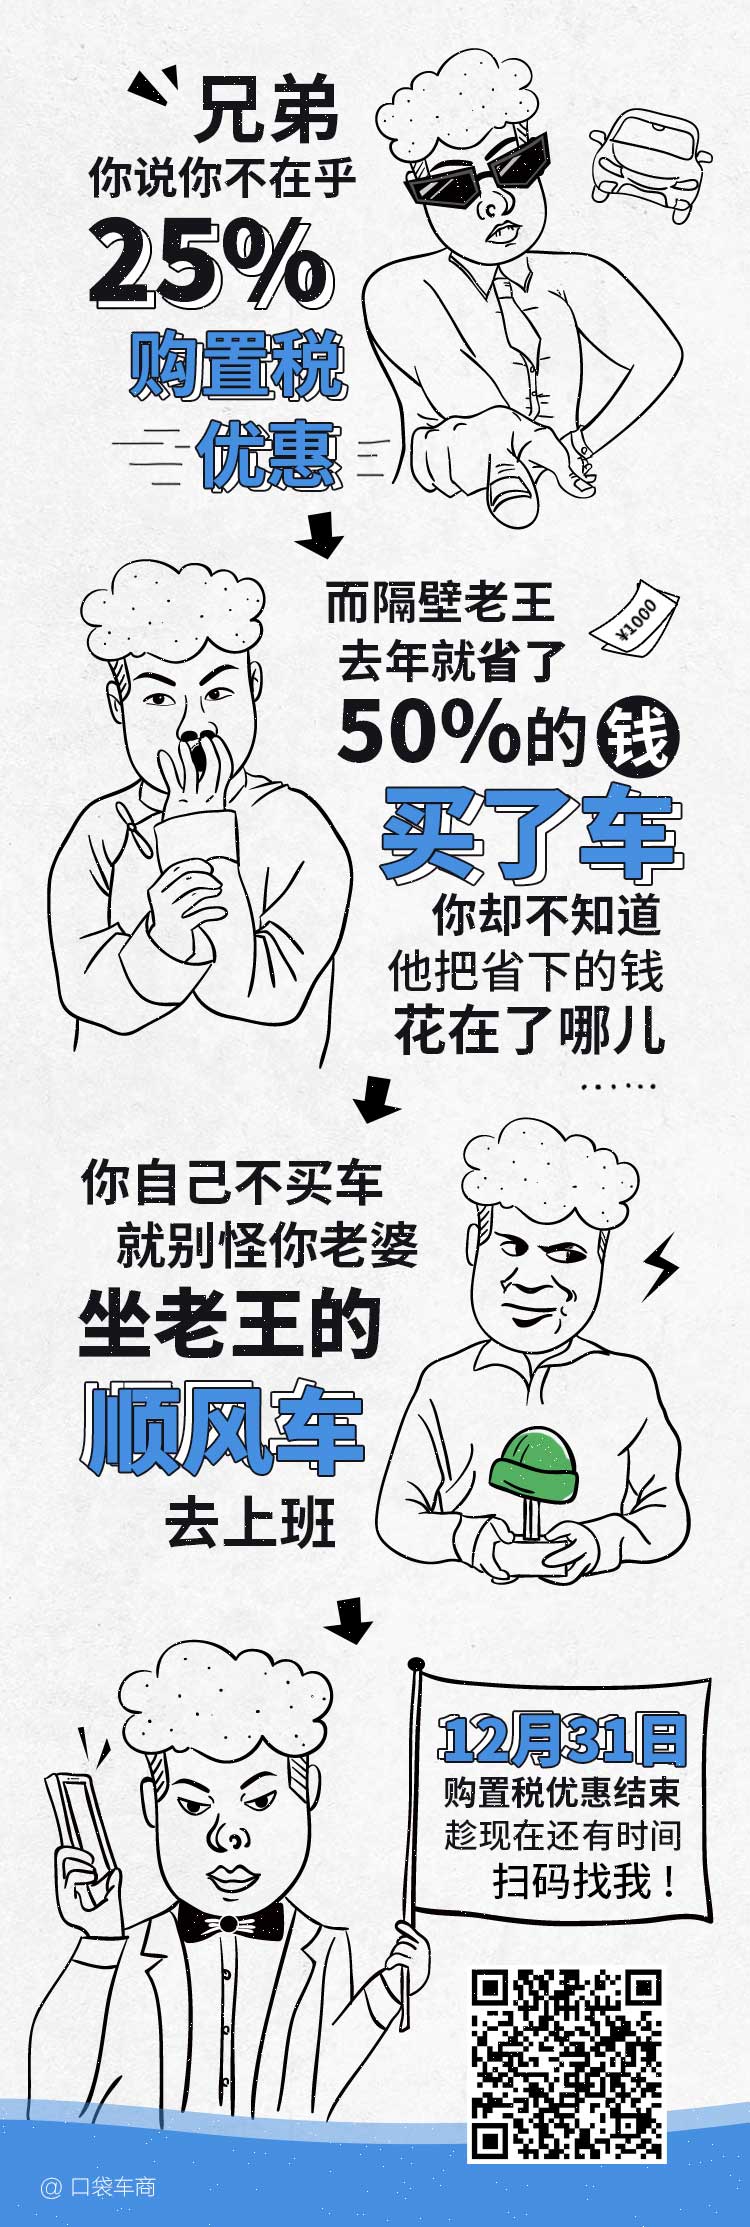 兄弟
你说你不在乎
25%
购置税
优惠
而隔壁老王
去年就省了
¥1000
50%的钱
买了车
你却不知道
他把省下的钱
花在了哪儿
······
你自己不买车
就别怪你老婆
坐老王的
顺风车
去上班
12月31日
购置税优惠结束
趁现在还有时间
扫码找我！
@ 口袋车商